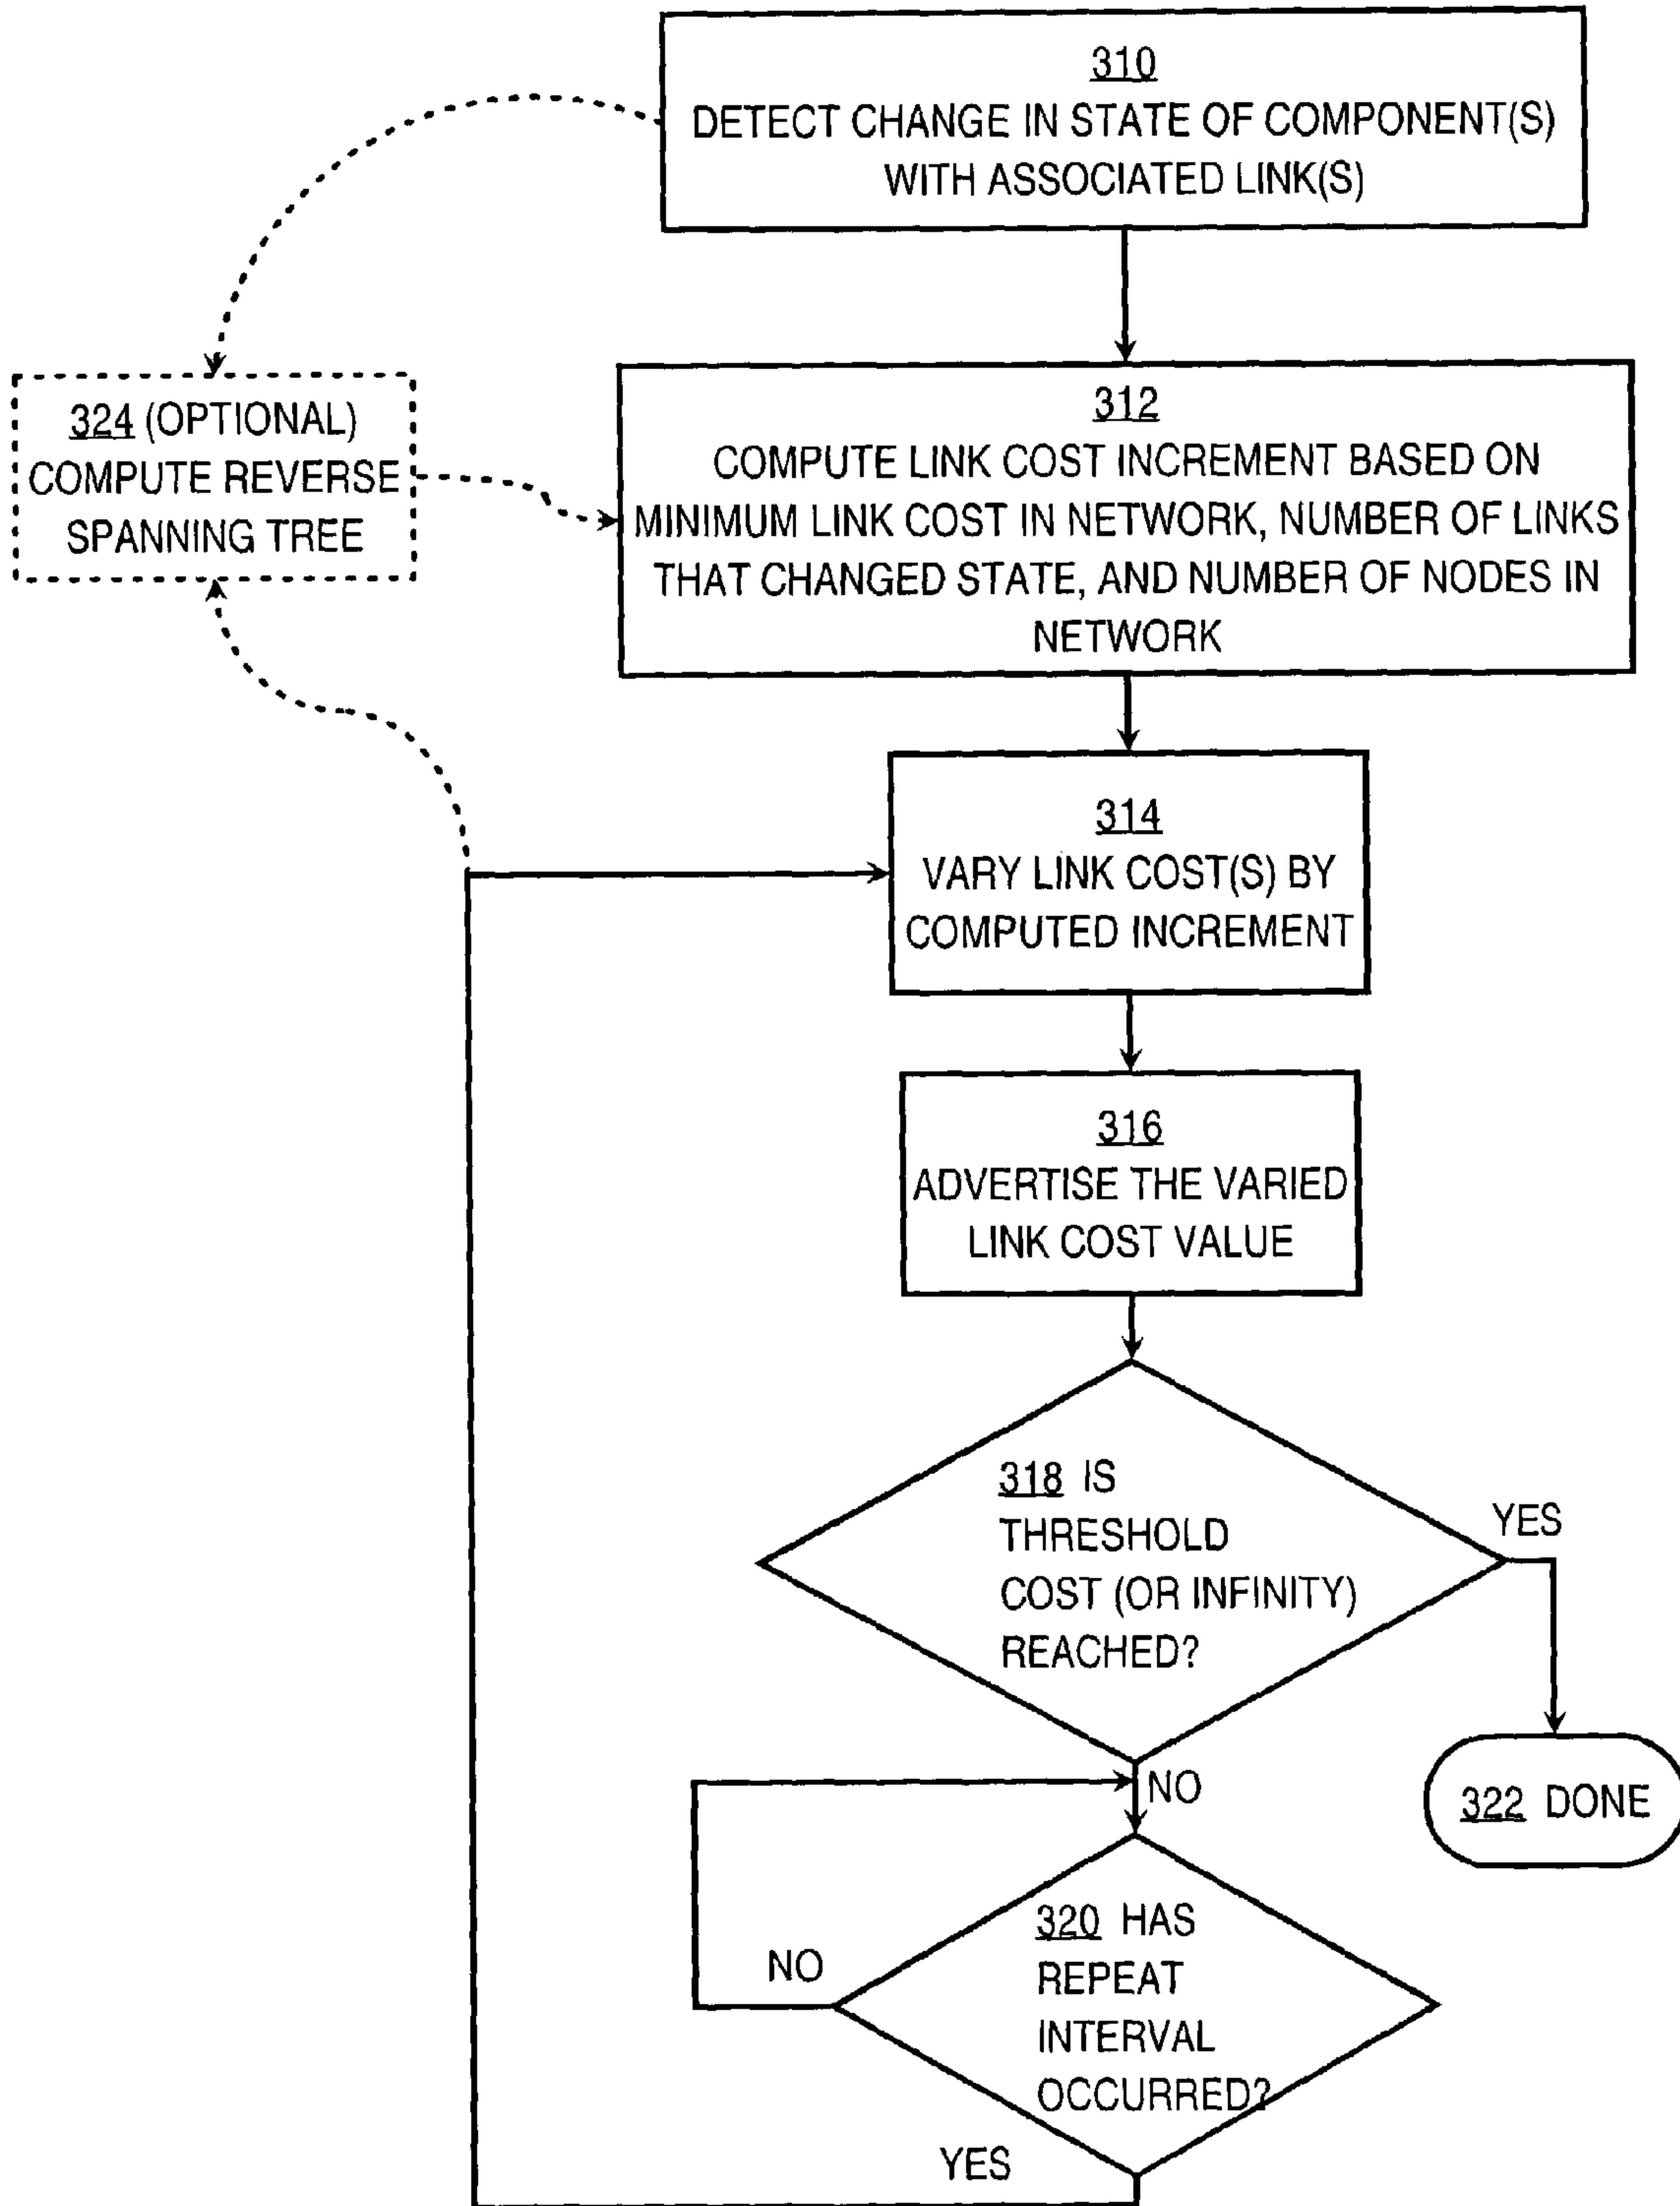 310
DETECT CHANGE IN STATE OF COMPONENT(S)
WITH ASSOCIATED LINK(S)
324 (OPTIONAL)
COMPUTE REVERSE
SPANNING TREE
312
COMPUTE LINK COST INCREMENT BASED ON
MINIMUM LINK COST IN NETWORK, NUMBER OF LINKS
THAT CHANGED STATE, AND NUMBER OF NODES IN
NETWORK
314
VARY LINK COST(S) BY
COMPUTED INCREMENT
316
ADVERTISE THE VARIED
LINK COST VALUE
318 IS
THRESHOLD
COST (OR INFINITY)
REACHED?
YES
NO
322 DONE
320 HAS
REPEAT
INTERVAL
OCCURRED?
NO
YES